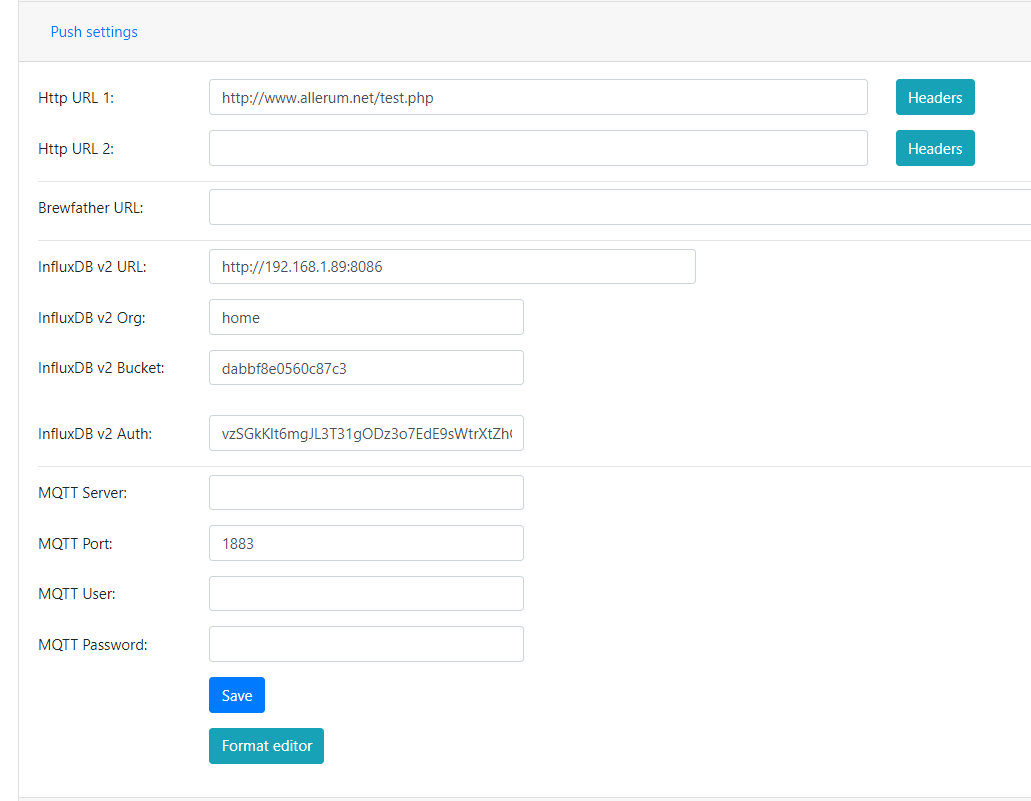 Push settings
Http URL 1: http://www.allerum.net/test.php Headers
Http URL 2: Headers
Brewfather URL:
InfluxDB v2 URL: http://192.168.1.89:8086
InfluxDB v2 Org: home
InfluxDB v2 Bucket: dabbf8e0560c87c3
InfluxDB v2 Auth:
MQTT Server:
MQTT Port: 1883
MQTT User:
MQTT Password:
Save
Format editor